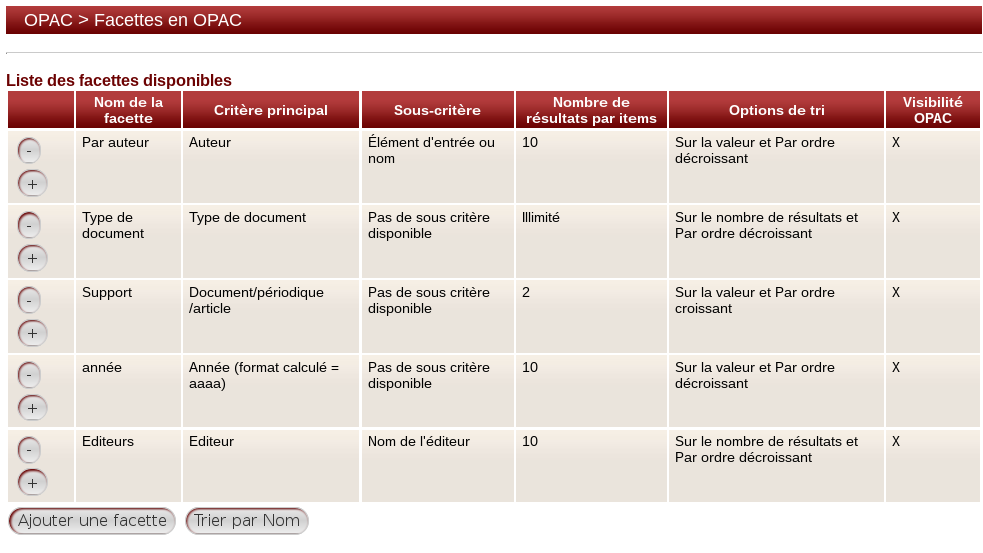 OPAC > Facettes en OPAC
Liste des facettes disponibles
Nom de la facette Critère principal Sous-critère Nombre de résultats par items Options de tri Visibilité OPAC
- + Par auteur Auteur Élément d'entrée ou nom 10 Sur la valeur et Par ordre décroissant X
- + Type de document Type de document Pas de sous critère disponible Illimité Sur le nombre de résultats et Par ordre décroissant X
- + Support Document/périodique /article Pas de sous critère disponible 2 Sur la valeur et Par ordre croissant X
- + année Année (format calculé = aaaa) Pas de sous critère disponible 10 Sur la valeur et Par ordre décroissant X
- + Editeurs Editeur Nom de l'éditeur 10 Sur le nombre de résultats et Par ordre décroissant X
Ajouter une facette Trier par Nom